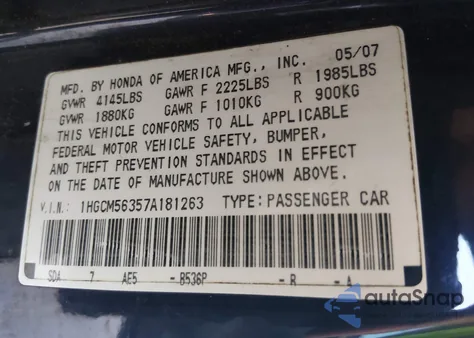 MFD. BY HONDA OF AMERICA MFG., INC. 05/07
GVWR 4145LBS GAWR F 2225LBS R 1985LBS
GVWR 1880KG GAWR F 1010KG R 900KG
THIS VEHICLE CONFORMS TO ALL APPLICABLE
FEDERAL MOTOR VEHICLE SAFETY, BUMPER,
AND THEFT PREVENTION STANDARDS IN EFFECT
ON THE DATE OF MANUFACTURE SHOWN ABOVE.
V.I.N.: 1HGCM56357A181263 TYPE:PASSENGER CAR
SDA 7 AE5 - B536P - R - A
autoSnap